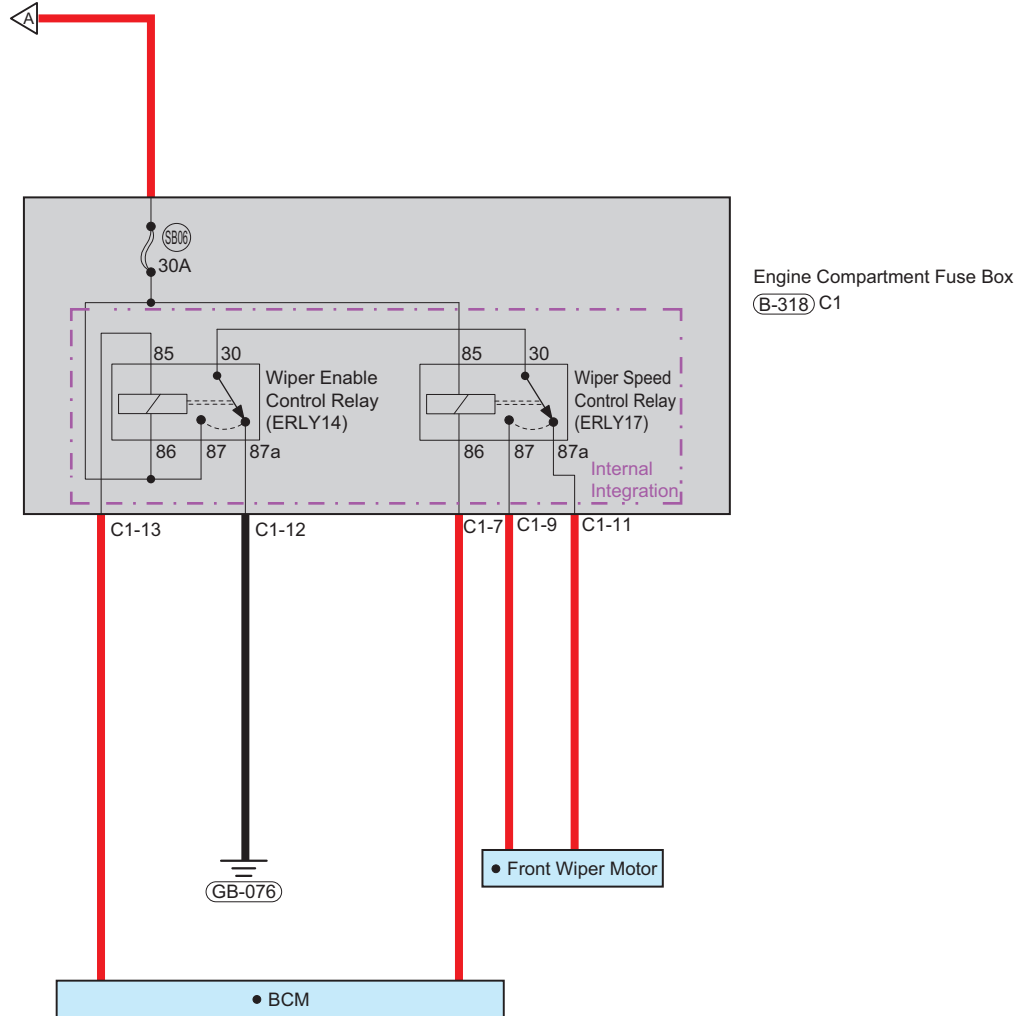 A
SB06
30A
Engine Compartment Fuse Box
B-318 C1
85
30
Wiper Enable
Control Relay
(ERLY14)
86
87
87a
85
30
Wiper Speed
Control Relay
(ERLY17)
86
87
87a
Internal
Integration
C1-13
C1-12
C1-7
C1-9
C1-11
GB-076
• Front Wiper Motor
• BCM